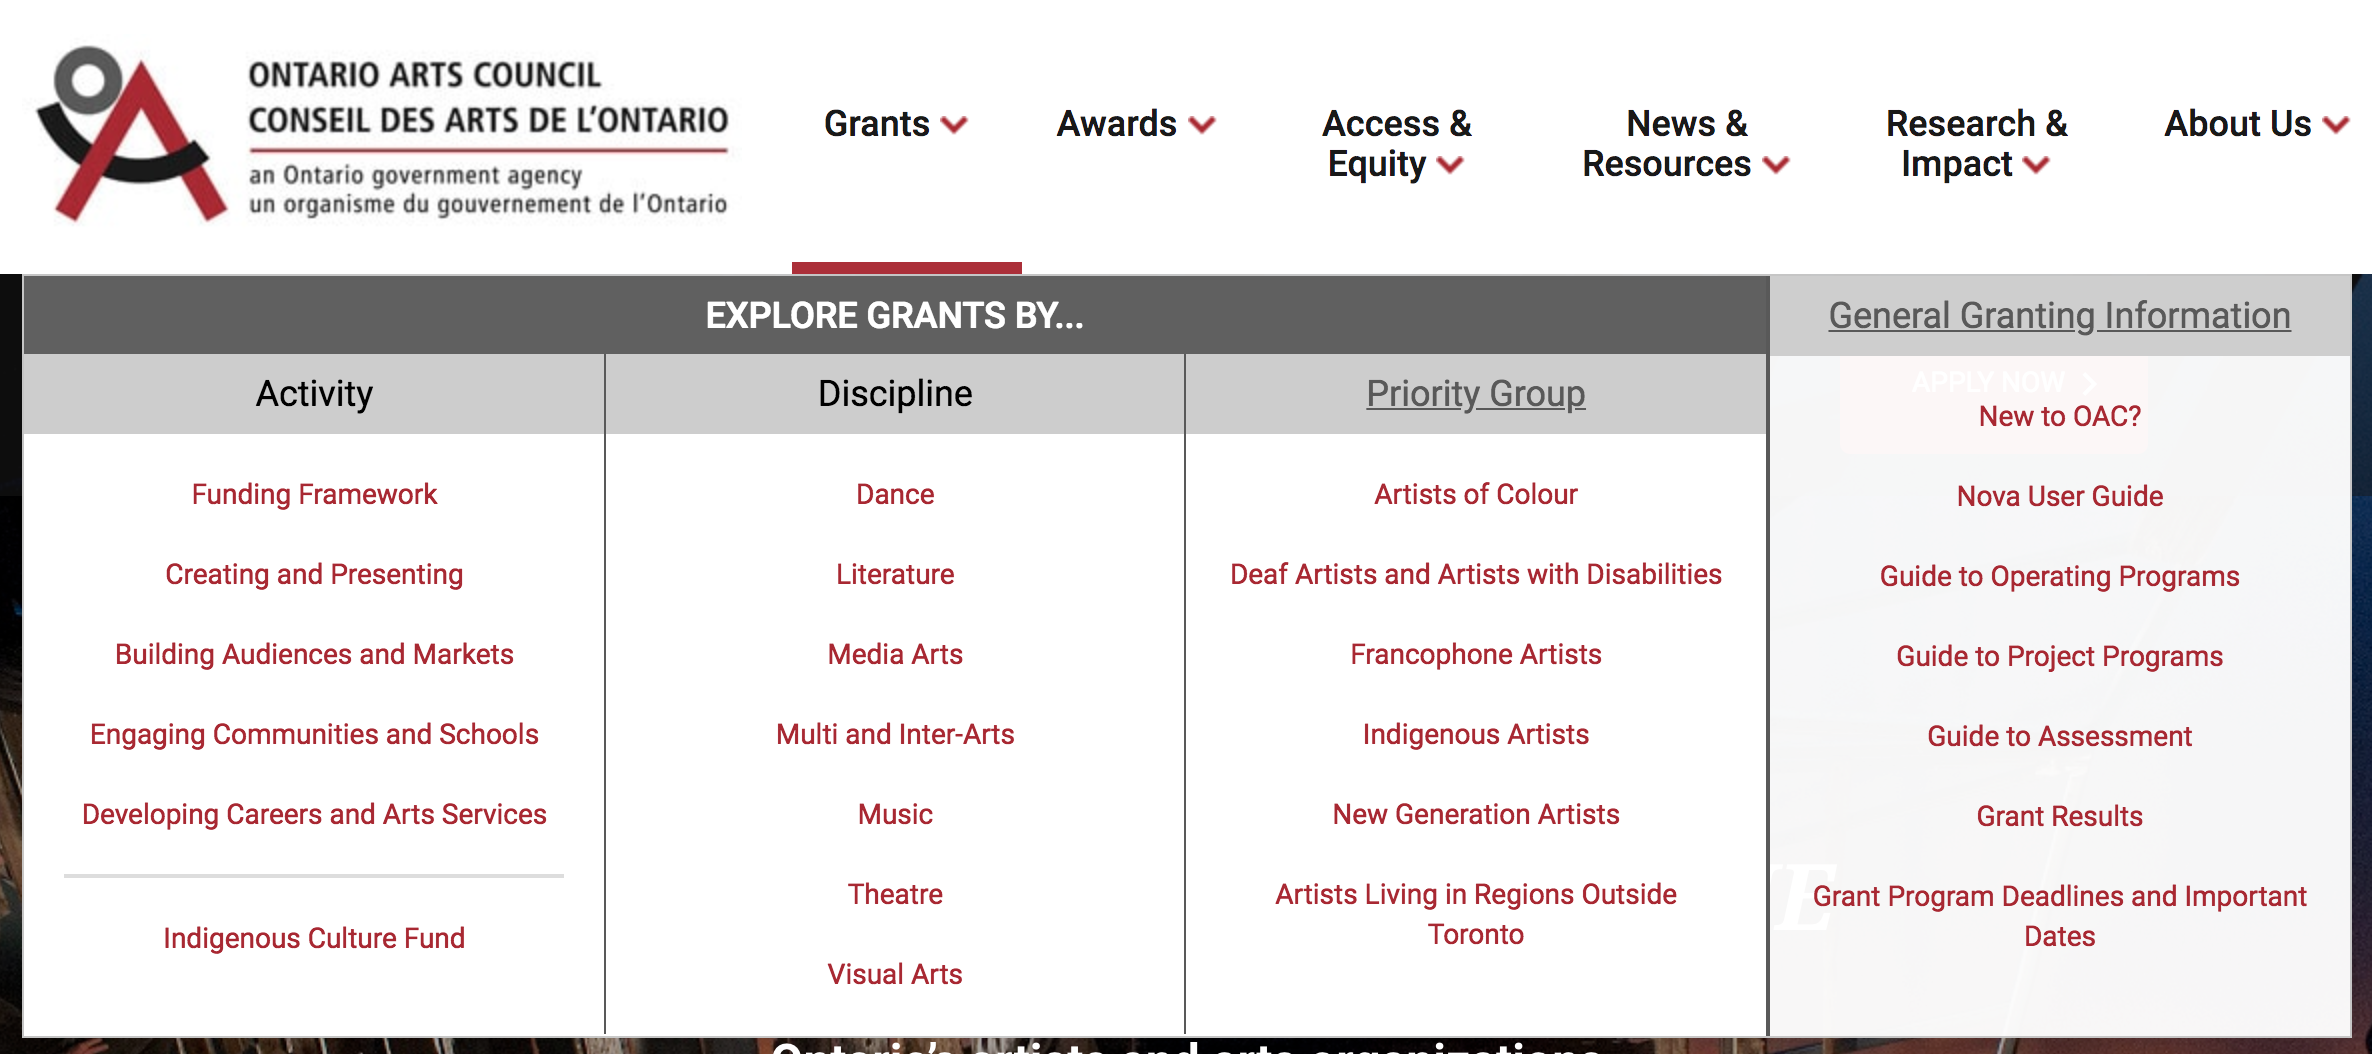 ONTARIO ARTS COUNCIL
CONSEIL DES ARTS DE L'ONTARIO
an Ontario government agency
un organisme du gouvernement de l'Ontario
Grants
Awards
Access &
Equity
News &
Resources
Research &
Impact
About Us
EXPLORE GRANTS BY...
Activity
Funding Framework
Creating and Presenting
Building Audiences and Markets
Engaging Communities and Schools
Developing Careers and Arts Services
Indigenous Culture Fund
Discipline
Dance
Literature
Media Arts
Multi and Inter-Arts
Music
Theatre
Visual Arts
Priority Group
Artists of Colour
Deaf Artists and Artists with Disabilities
Francophone Artists
Indigenous Artists
New Generation Artists
Artists Living in Regions Outside
Toronto
General Granting Information
APPLY NOW
New to OAC?
Nova User Guide
Guide to Operating Programs
Guide to Project Programs
Guide to Assessment
Grant Results
Grant Program Deadlines and Important
Dates
Ontario's artists and arts organizations